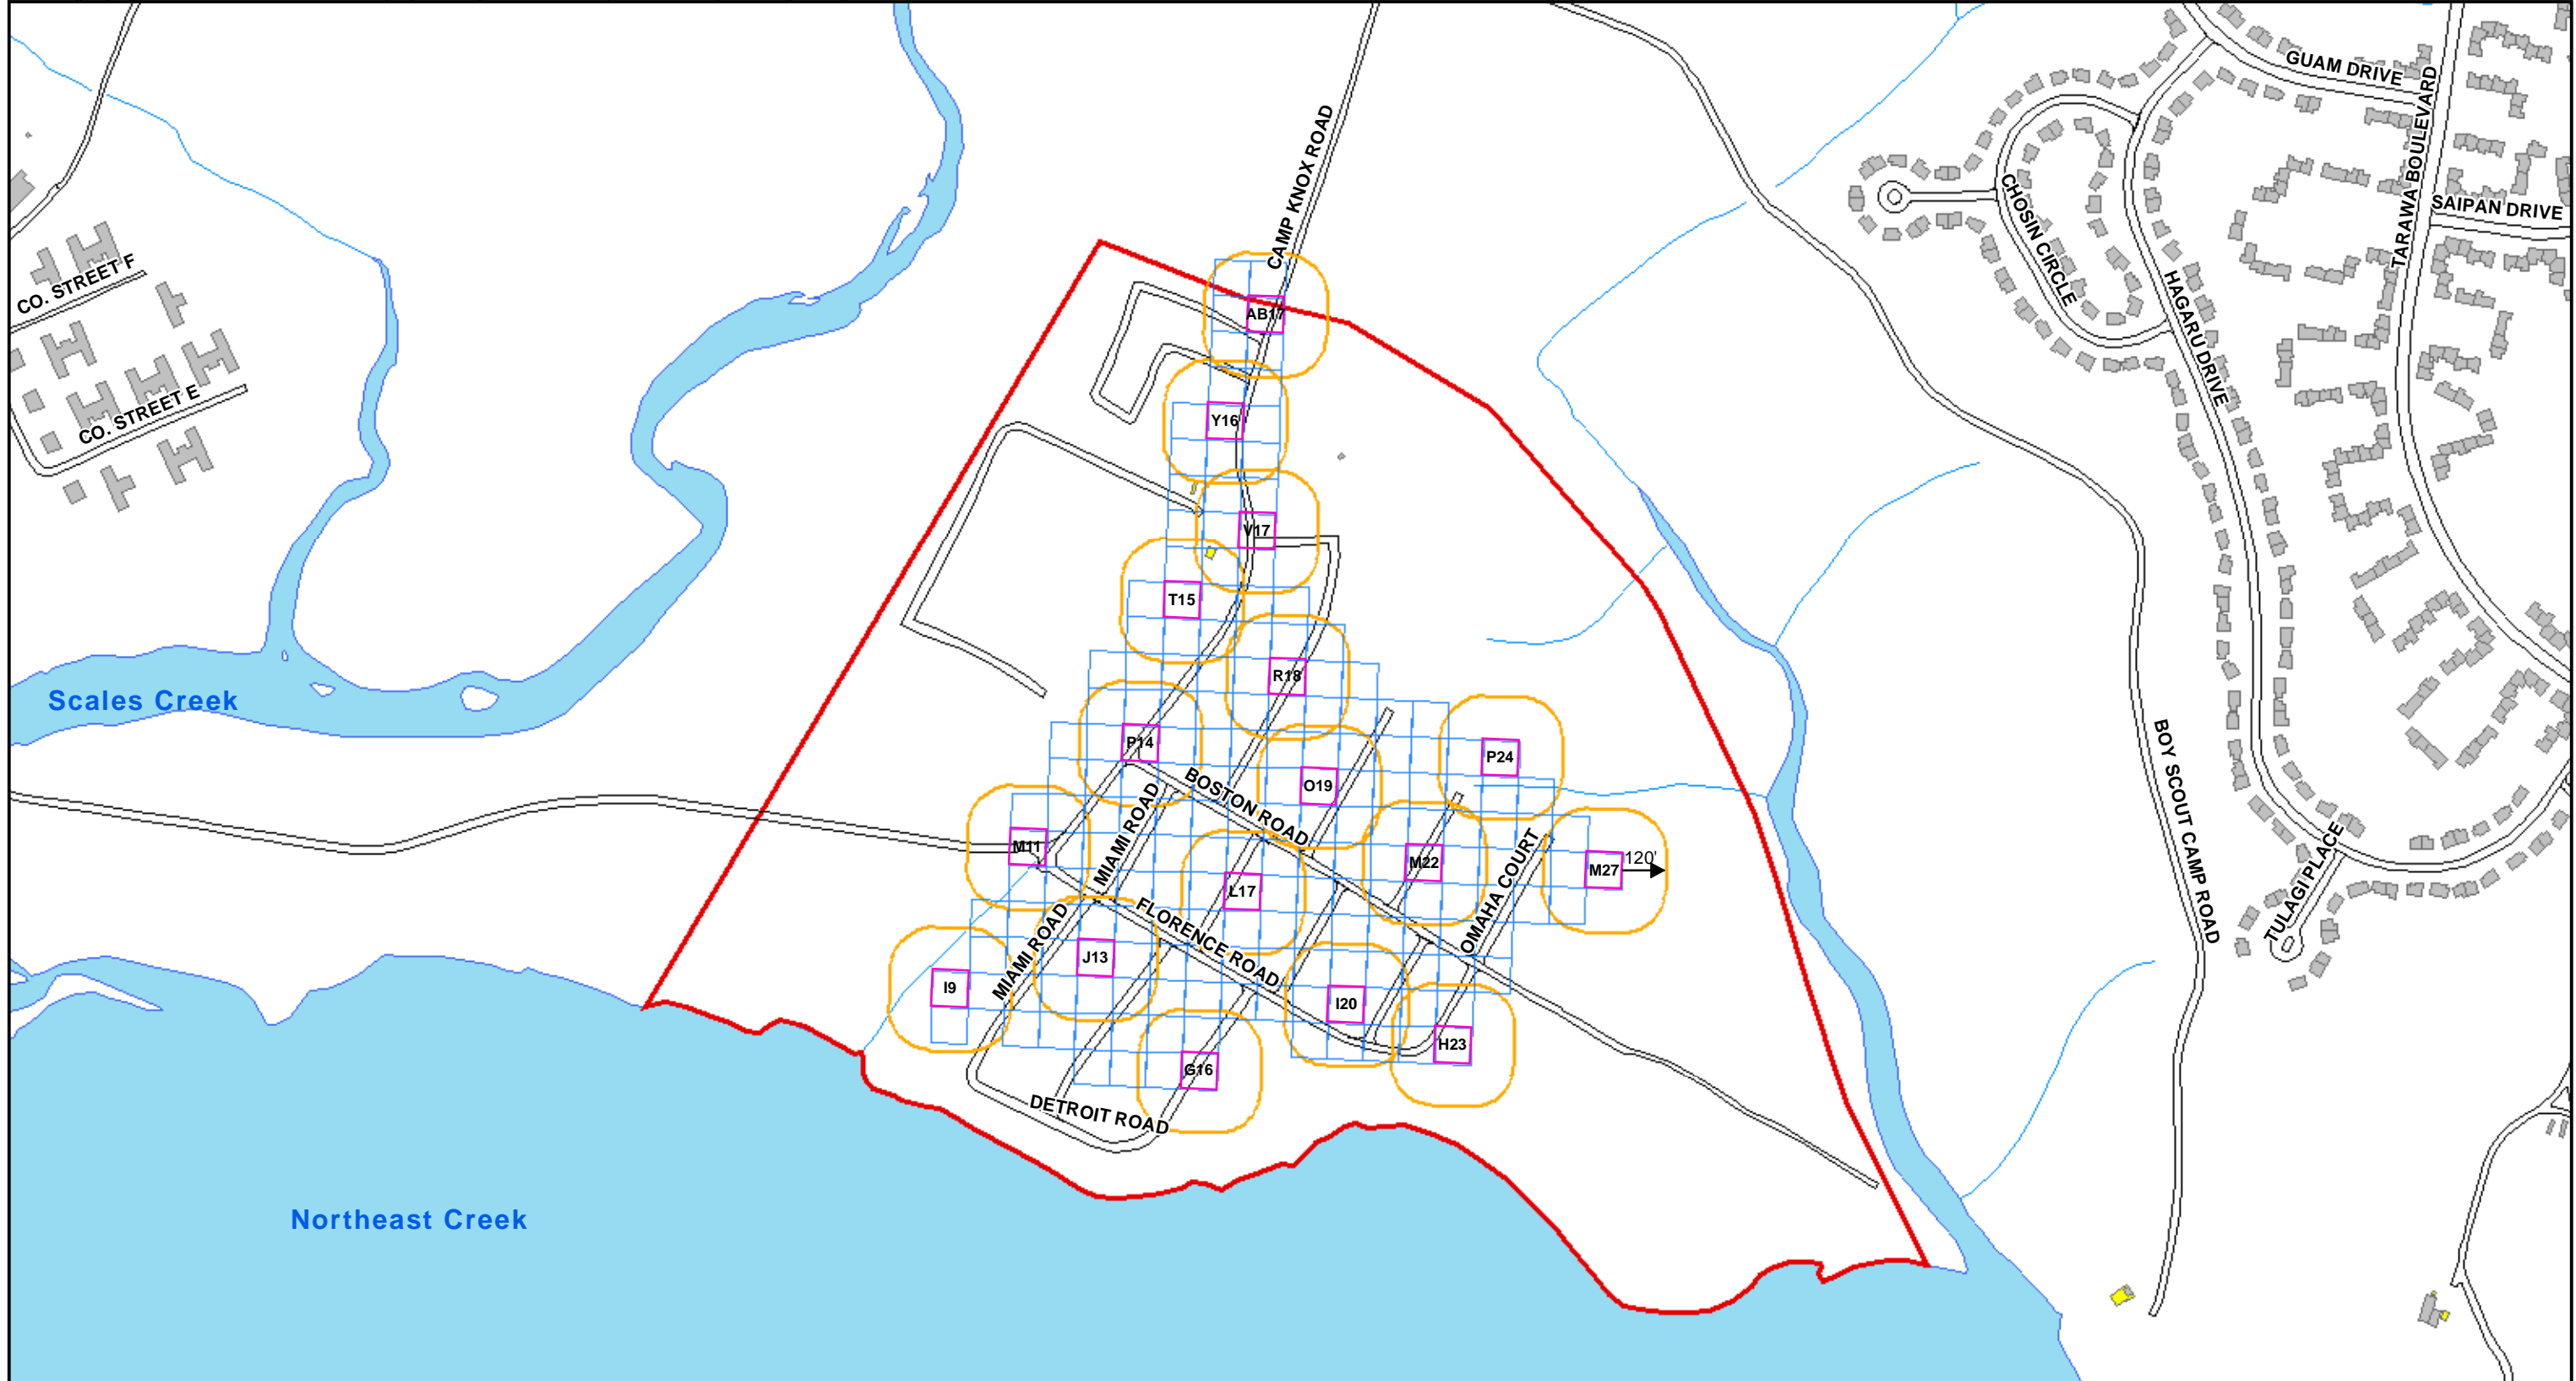 GUAM DRIVE
TARAWA BOULEVARD
CAMP KNOX ROAD
SAIPAN DRIVE
CHOSIN CIRCLE
CO. STREET F
HAGARU DRIVE
AB17
CO. STREET E
Y16
V17
T15
R18
Scales Creek
P14
P24
BOSTON ROAD
O19
BOY SCOUT CAMP ROAD
MIAMI ROAD
M11
M22
120'
M27
TULAGI PLACE
OMAHA COURT
L17
FLORENCE ROAD
MIAMI ROAD
J13
I9
I20
H23
G16
DETROIT ROAD
Northeast Creek